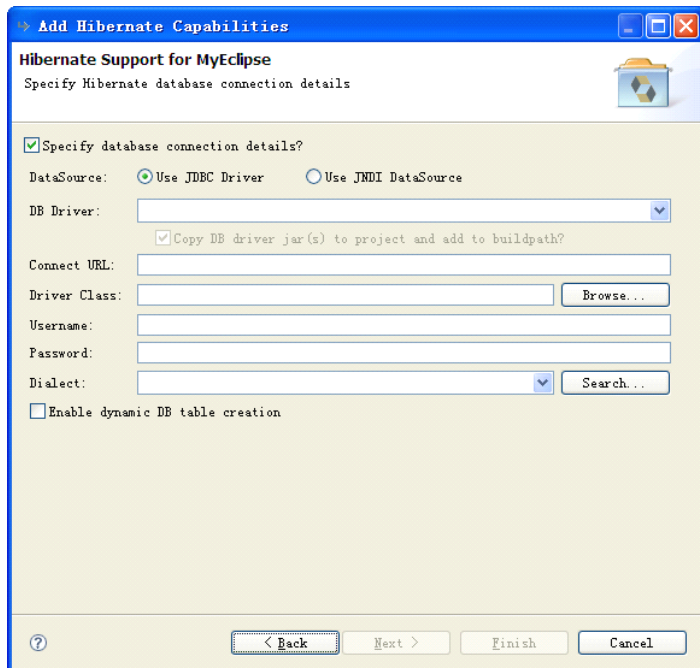 Add Hibernate Capabilities
Hibernate Support for MyEclipse
Specify Hibernate database connection details
Specify database connection details?
DataSource: Use JDBC Driver Use JNDI DataSource
DB Driver:
Copy DB driver jar(s) to project and add to buildpath?
Connect URL:
Driver Class: Browse...
Username:
Password:
Dialect: Search...
Enable dynamic DB table creation
? < Back Next > Finish Cancel